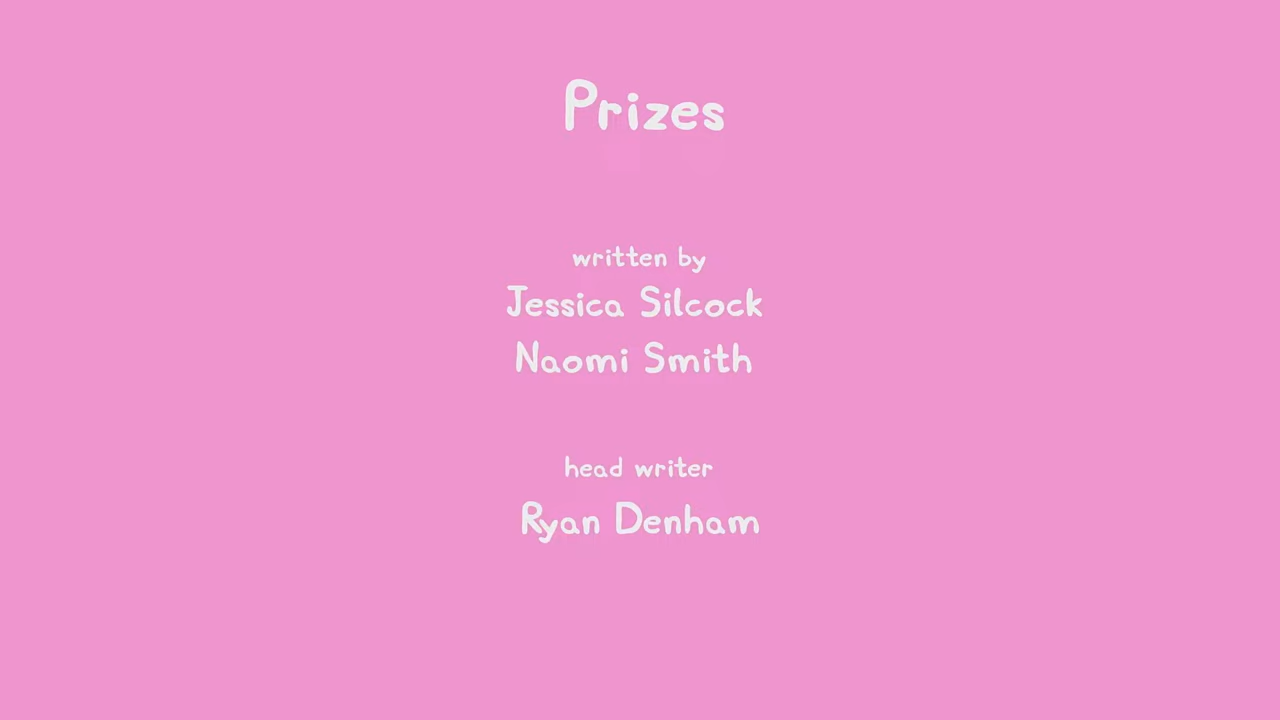 Prizes
written by
Jessica Silcock
Naomi Smith
head writer
Ryan Denham